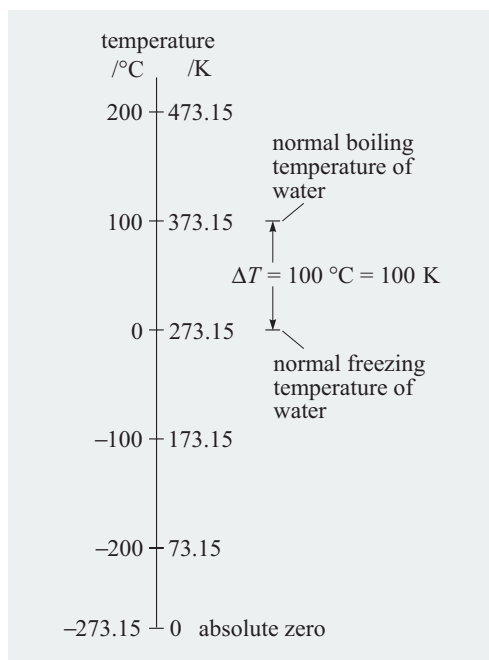 temperature
/°C /K
200 473.15
normal boiling
temperature of
water
100 373.15
ΔT = 100 °C = 100 K
0 273.15
normal freezing
temperature of
water
−100 173.15
−200 73.15
−273.15 0 absolute zero